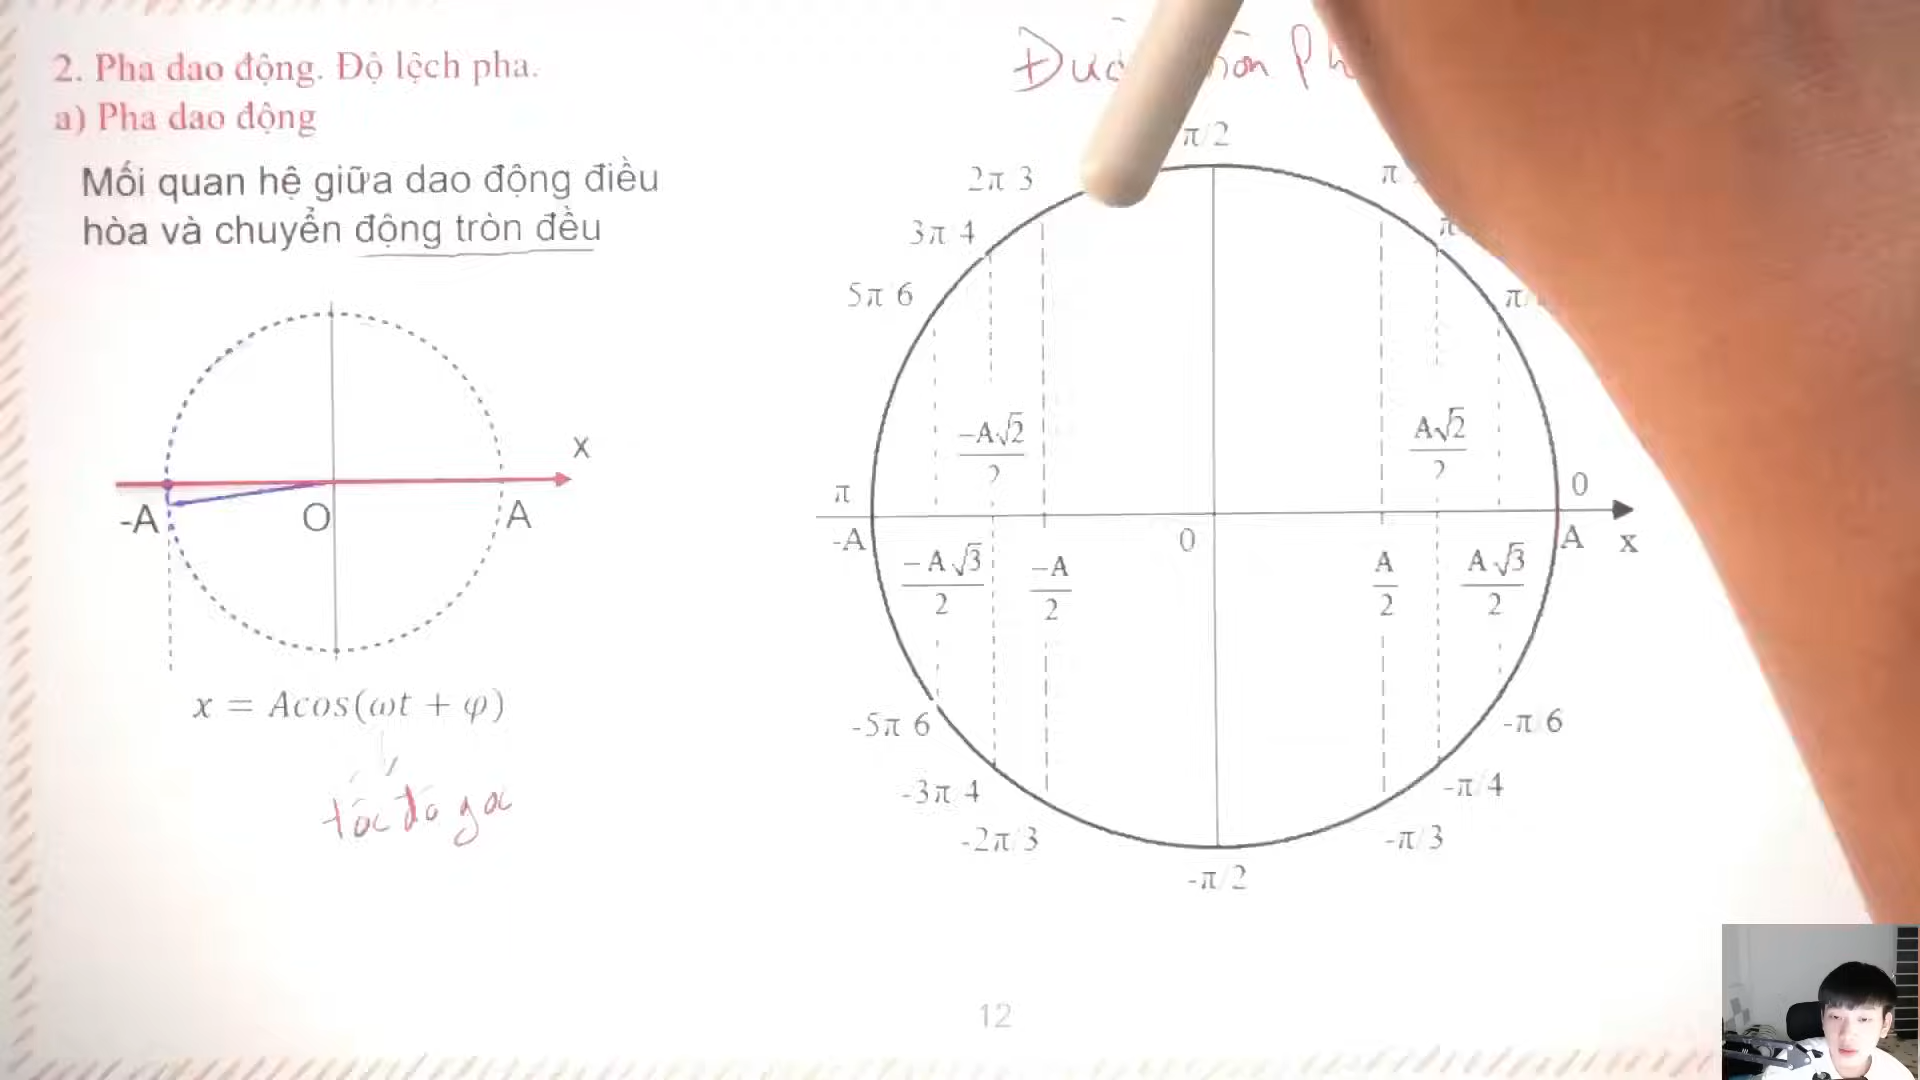 2. Pha dao động. Độ lệch pha.
a) Pha dao động
Mối quan hệ giữa dao động điều
hòa và chuyển động tròn đều
x
-A
O
A
x = Acos(ωt + φ)
tốc độ góc
π/2
2π 3
3π 4
5π 6
π
-A
-A√2
2
-A√3
2
-A
2
0
A
2
A√2
2
A√3
2
0
A
x
-5π 6
-3π 4
-2π/3
-π/2
-π/3
-π/4
-π/6
12